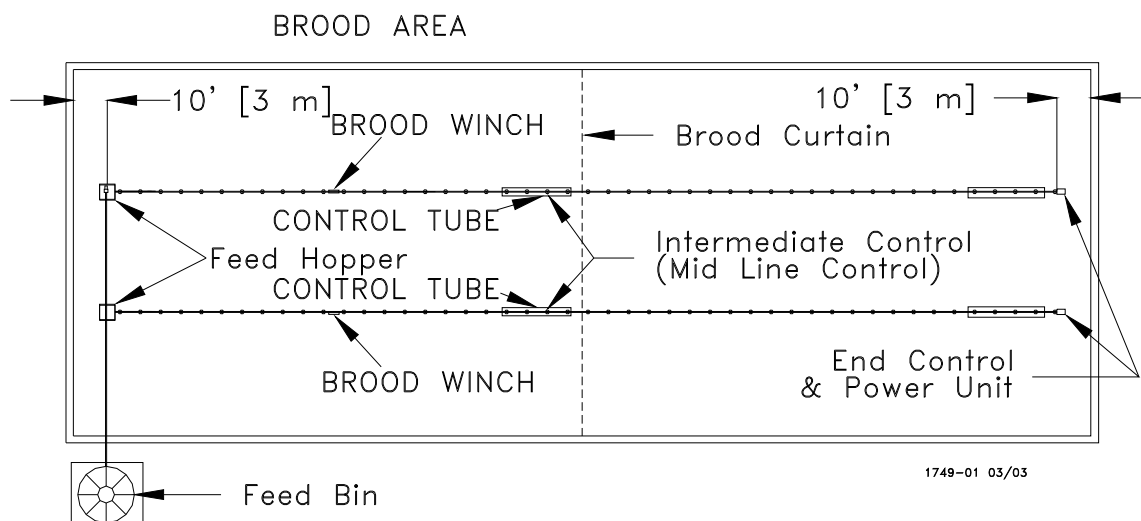 BROOD AREA
10' [3 m]
10' [3 m]
BROOD WINCH
Brood Curtain
CONTROL TUBE
Intermediate Control
(Mid Line Control)
Feed Hopper
CONTROL TUBE
End Control
& Power Unit
BROOD WINCH
1749-01 03/03
Feed Bin